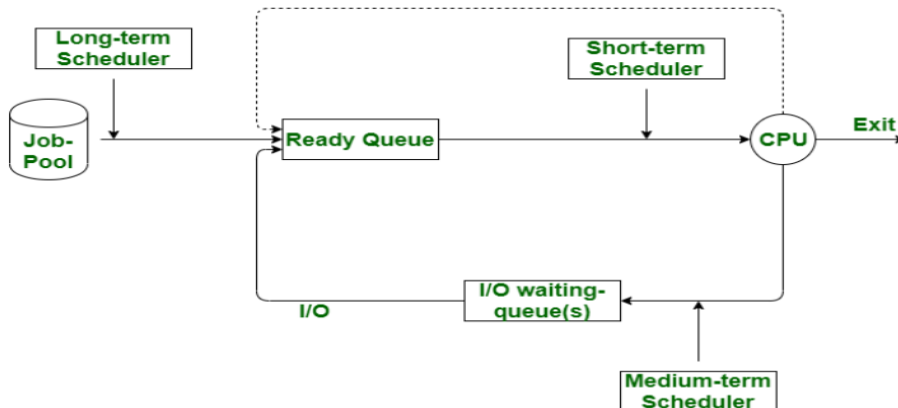 Long-term
Scheduler
Short-term
Scheduler
Job-
Pool
Ready Queue
CPU
Exit
I/O waiting-
queue(s)
I/O
Medium-term
Scheduler